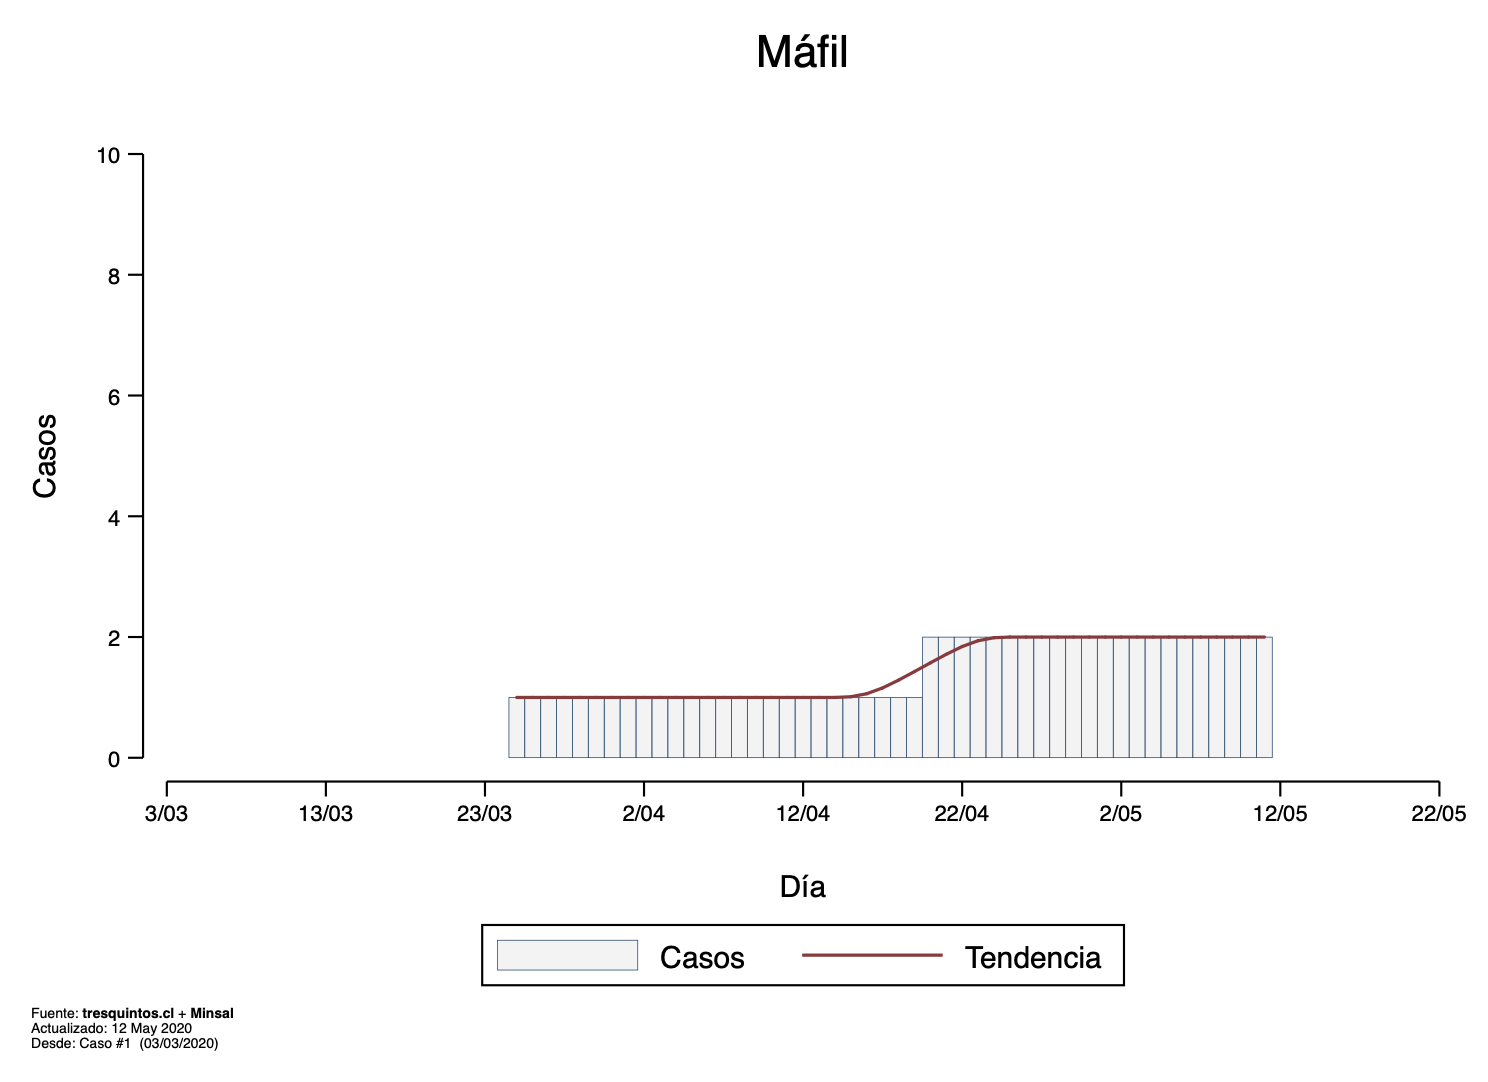 Máfil
10
8
6
4
2
0
Casos
3/03 13/03 23/03 2/04 12/04 22/04 2/05 12/05 22/05
Día
Casos Tendencia
Fuente: tresquintos.cl + Minsal
Actualizado: 12 May 2020
Desde: Caso #1 (03/03/2020)